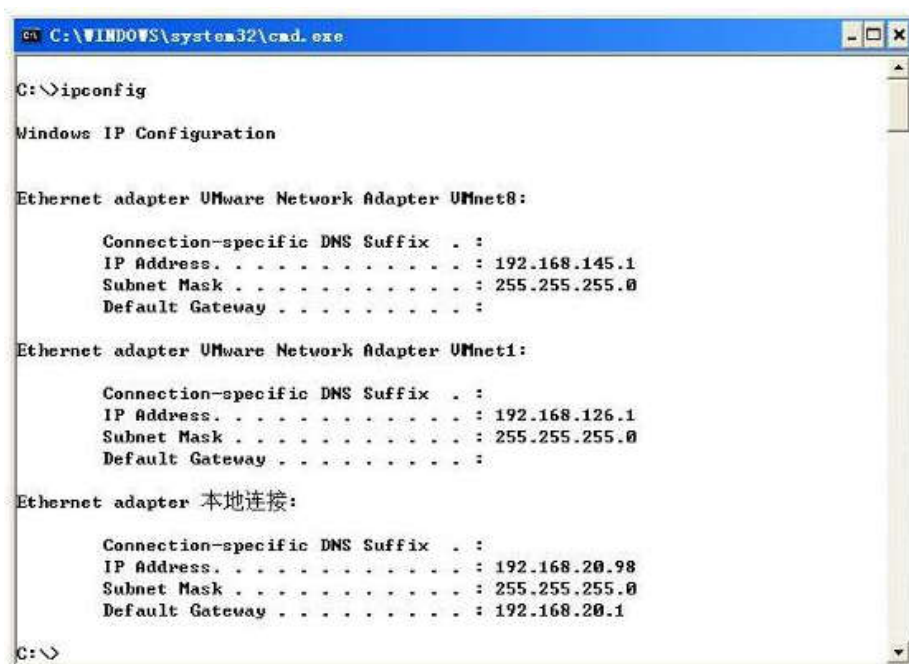 C:\WINDOWS\system32\cmd.exe
C:\>ipconfig
Windows IP Configuration
Ethernet adapter VMware Network Adapter VMnet8:
Connection-specific DNS Suffix . :
IP Address. . . . . . . . . . . . : 192.168.145.1
Subnet Mask . . . . . . . . . . . : 255.255.255.0
Default Gateway . . . . . . . . . :
Ethernet adapter VMware Network Adapter VMnet1:
Connection-specific DNS Suffix . :
IP Address. . . . . . . . . . . . : 192.168.126.1
Subnet Mask . . . . . . . . . . . : 255.255.255.0
Default Gateway . . . . . . . . . :
Ethernet adapter 本地连接:
Connection-specific DNS Suffix . :
IP Address. . . . . . . . . . . . : 192.168.20.98
Subnet Mask . . . . . . . . . . . : 255.255.255.0
Default Gateway . . . . . . . . . : 192.168.20.1
C:\>